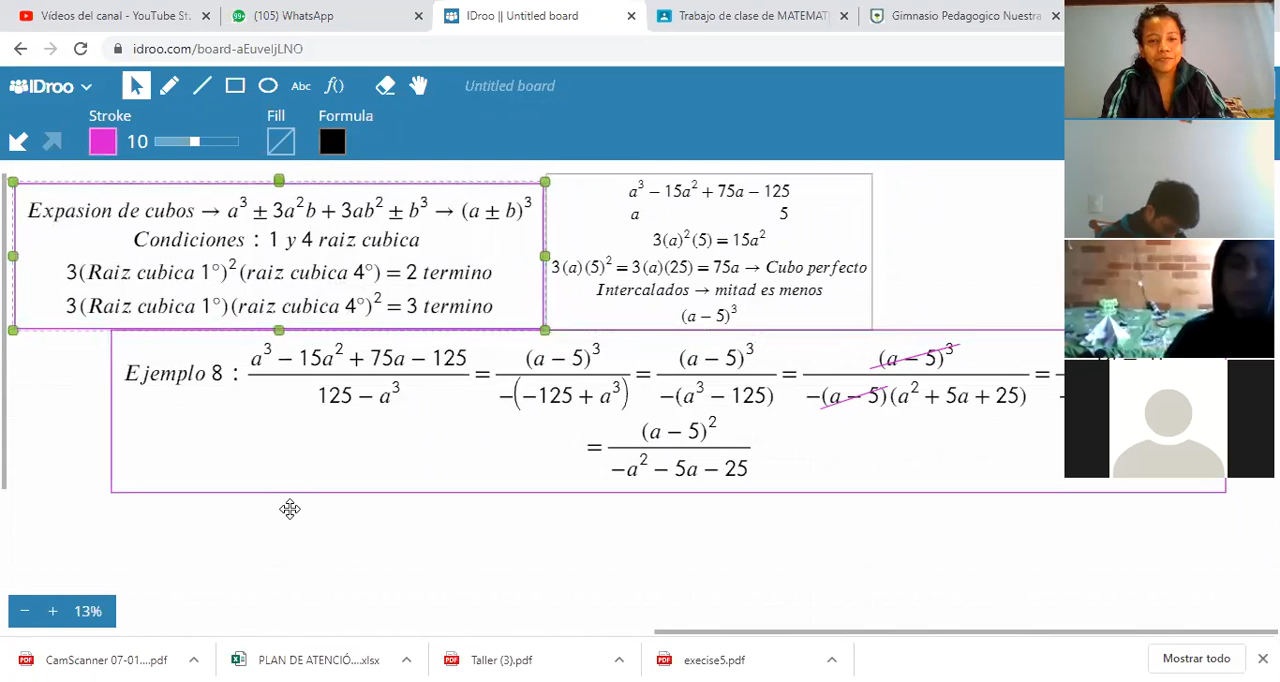 Vídeos del canal - YouTube St.
(105) WhatsApp
IDroo || Untitled board
Trabajo de clase de MATEMAT
Gimnasio Pedagogico Nuestra
idroo.com/board-aEuveljLNO
IDroo
Abc
f()
Untitled board
Stroke
Fill
Formula
10
Expasion de cubos → a³ ± 3a²b + 3ab² ± b³ → (a ± b)³
Condiciones : 1 y 4 raiz cubica
3(Raiz cubica 1°)²(raiz cubica 4°) = 2 termino
3(Raiz cubica 1°)(raiz cubica 4°)² = 3 termino
a³ − 15a² + 75a − 125
a 5
3(a)²(5) = 15a²
3(a)(5)² = 3(a)(25) = 75a → Cubo perfecto
Intercalados → mitad es menos
(a − 5)³
Ejemplo 8 : (a³ − 15a² + 75a − 125)/(125 − a³) = (a − 5)³/(−(−125 + a³)) = (a − 5)³/(−(a³ − 125)) = (a − 5)³/(−(a − 5)(a² + 5a + 25)) =
= (a − 5)²/(−a² − 5a − 25)
− + 13%
CamScanner 07-01....pdf
PLAN DE ATENCIÓ....xlsx
Taller (3).pdf
execise5.pdf
Mostrar todo